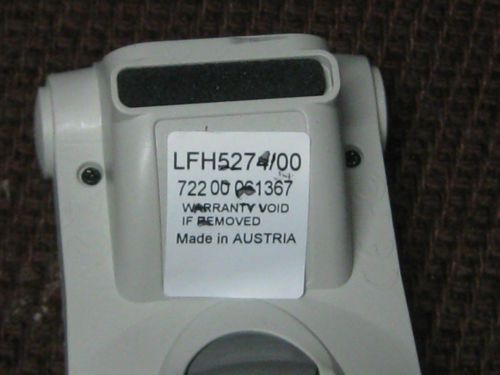 LFH5274/00
722 00 061367
WARRANTY VOID
IF REMOVED
Made in AUSTRIA